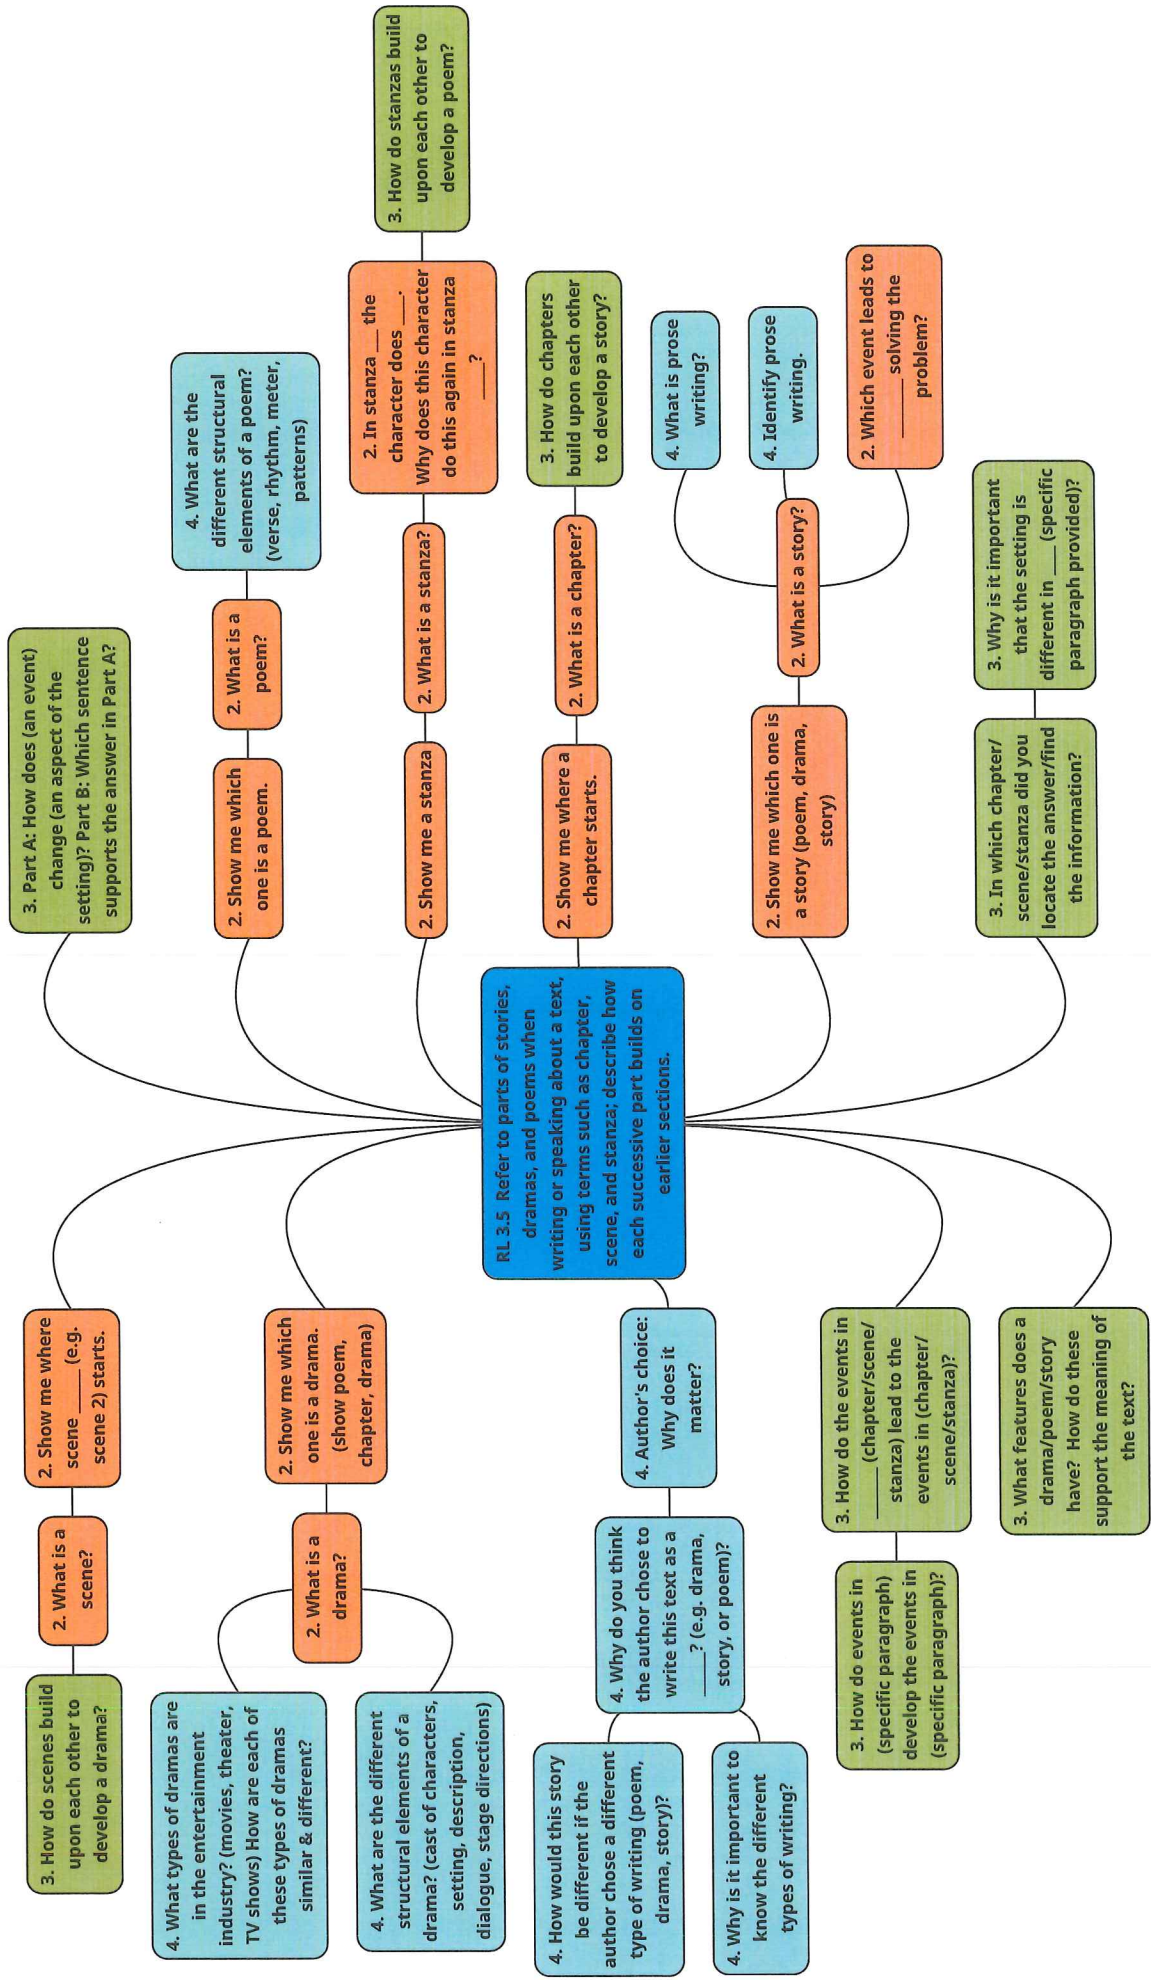 3. How do scenes build
upon each other to
develop a drama?
2. What is a
scene?
2. Show me where
scene _____ (e.g.
scene 2) starts.
4. What types of dramas are
in the entertainment
industry? (movies, theater,
TV shows) How are each of
these types of dramas
similar & different?
4. What are the different
structural elements of a
drama? (cast of characters,
setting, description,
dialogue, stage directions)
2. What is a
drama?
2. Show me which
one is a drama.
(show poem,
chapter, drama)
4. How would this story
be different if the
author chose a different
type of writing (poem,
drama, story)?
4. Why is it important to
know the different
types of writing?
4. Why do you think
the author chose to
write this text as a
____? (e.g. drama,
story, or poem)?
4. Author's choice:
Why does it
matter?
3. How do events in
(specific paragraph)
develop the events in
(specific paragraph)?
3. How do the events in
____ (chapter/scene/
stanza) lead to the
events in (chapter/
scene/stanza)?
3. What features does a
drama/poem/story
have? How do these
support the meaning of
the text?
RL 3.5 Refer to parts of stories,
dramas, and poems when
writing or speaking about a text,
using terms such as chapter,
scene, and stanza; describe how
each successive part builds on
earlier sections.
3. Part A: How does (an event)
change (an aspect of the
setting)? Part B: Which sentence
supports the answer in Part A?
2. Show me which
one is a poem.
2. What is a
poem?
4. What are the
different structural
elements of a poem?
(verse, rhythm, meter,
patterns)
2. Show me a stanza
2. What is a stanza?
2. In stanza __ the
character does ___.
Why does this character
do this again in stanza
____?
3. How do stanzas build
upon each other to
develop a poem?
2. Show me where a
chapter starts.
2. What is a chapter?
3. How do chapters
build upon each other
to develop a story?
2. Show me which one is
a story (poem, drama,
story)
2. What is a story?
4. What is prose
writing?
4. Identify prose
writing.
2. Which event leads to
_____ solving the
problem?
3. In which chapter/
scene/stanza did you
locate the answer/find
the information?
3. Why is it important
that the setting is
different in ___ (specific
paragraph provided)?